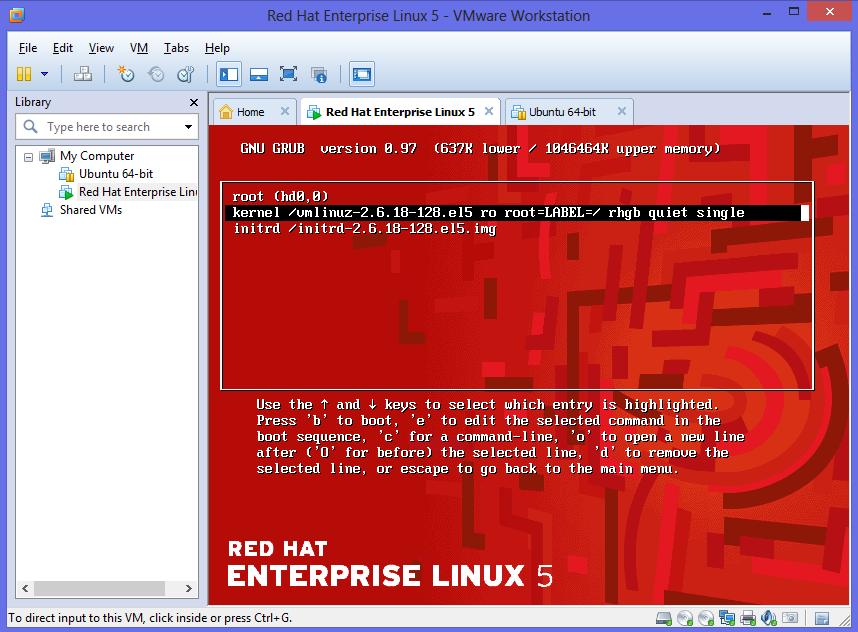 Red Hat Enterprise Linux 5 - VMware Workstation
File Edit View VM Tabs Help
Library
Type here to search
My Computer
Ubuntu 64-bit
Red Hat Enterprise Linu
Shared VMs
Home
Red Hat Enterprise Linux 5
Ubuntu 64-bit
GNU GRUB version 0.97 (637K lower / 1046464K upper memory)
root (hd0,0)
kernel /vmlinuz-2.6.18-128.el5 ro root=LABEL=/ rhgb quiet single
initrd /initrd-2.6.18-128.el5.img
Use the ↑ and ↓ keys to select which entry is highlighted.
Press 'b' to boot, 'e' to edit the selected command in the
boot sequence, 'c' for a command-line, 'o' to open a new line
after ('O' for before) the selected line, 'd' to remove the
selected line, or escape to go back to the main menu.
RED HAT
ENTERPRISE LINUX 5
To direct input to this VM, click inside or press Ctrl+G.